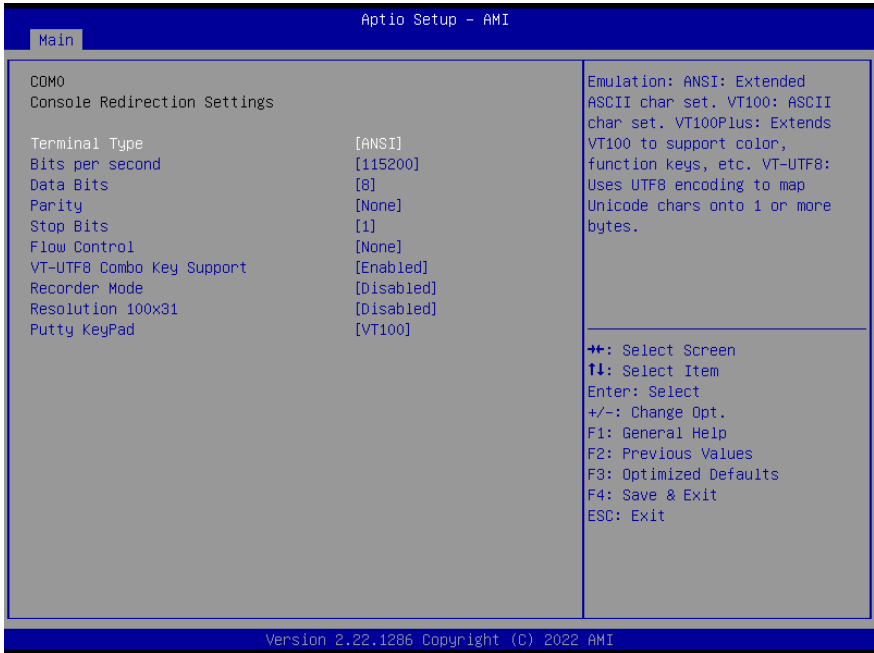 Aptio Setup - AMI
Main
COM0
Console Redirection Settings
Terminal Type [ANSI]
Bits per second [115200]
Data Bits [8]
Parity [None]
Stop Bits [1]
Flow Control [None]
VT-UTF8 Combo Key Support [Enabled]
Recorder Mode [Disabled]
Resolution 100x31 [Disabled]
Putty KeyPad [VT100]
Emulation: ANSI: Extended
ASCII char set. VT100: ASCII
char set. VT100Plus: Extends
VT100 to support color,
function keys, etc. VT-UTF8:
Uses UTF8 encoding to map
Unicode chars onto 1 or more
bytes.
→←: Select Screen
↑↓: Select Item
Enter: Select
+/-: Change Opt.
F1: General Help
F2: Previous Values
F3: Optimized Defaults
F4: Save & Exit
ESC: Exit
Version 2.22.1286 Copyright (C) 2022 AMI